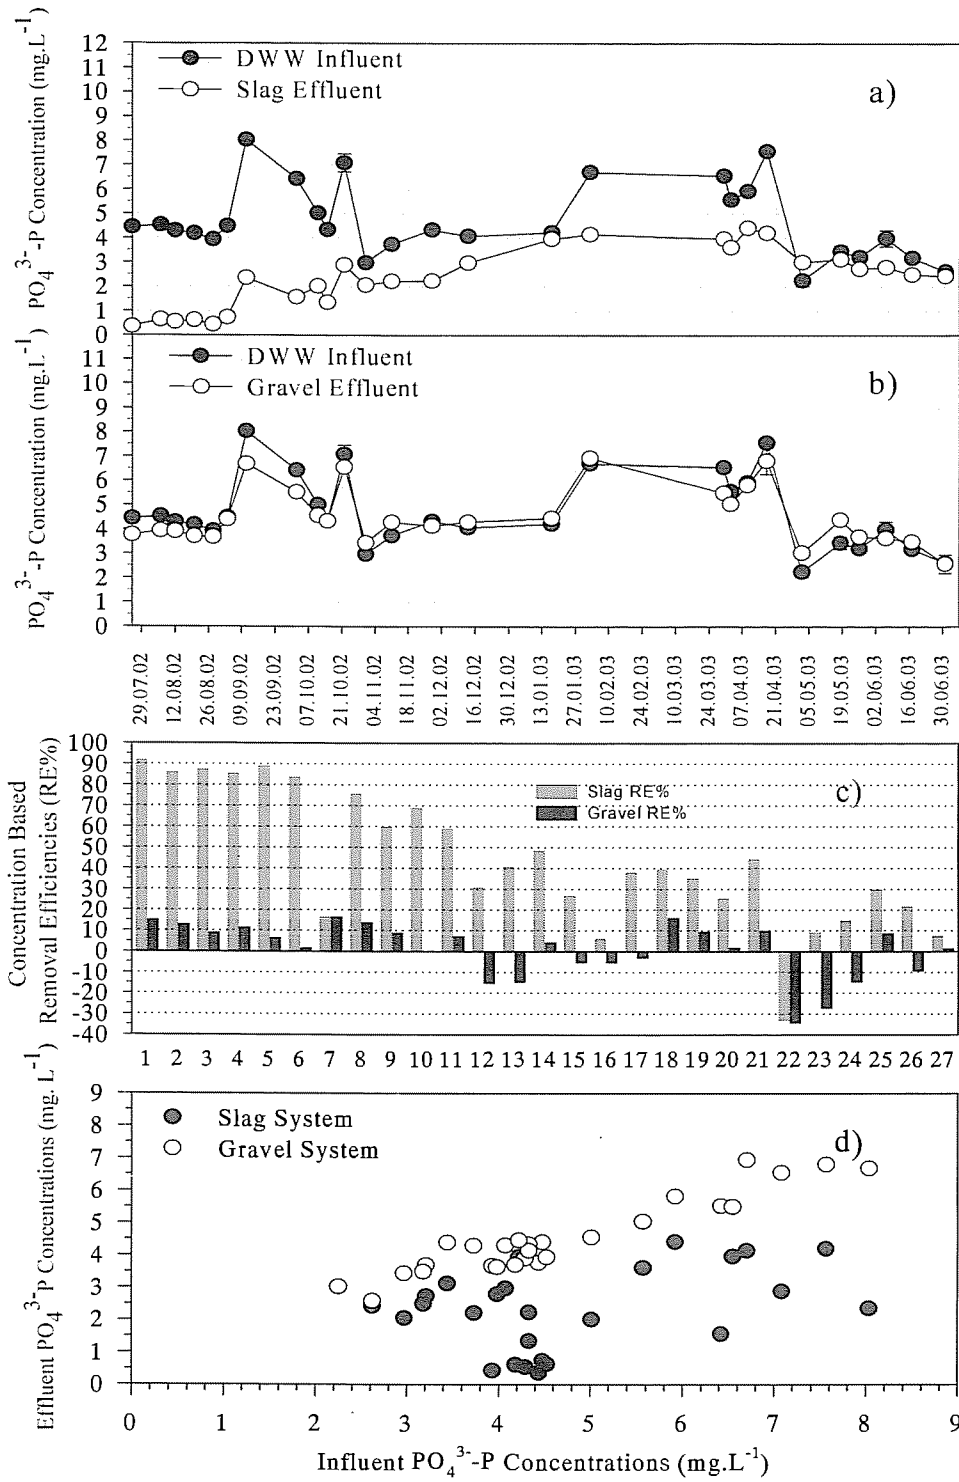 PO₄³⁻-P Concentration (mg.L⁻¹)
12
11
10
9
8
7
6
5
4
3
2
1
0
DWW Influent
Slag Effluent
a)
PO₄³⁻-P Concentration (mg.L⁻¹)
11
10
9
8
7
6
5
4
3
2
1
0
DWW Influent
Gravel Effluent
b)
29.07.02 12.08.02 26.08.02 09.09.02 23.09.02 07.10.02 21.10.02 04.11.02 18.11.02 02.12.02 16.12.02 30.12.02 13.01.03 27.01.03 10.02.03 24.02.03 10.03.03 24.03.03 07.04.03 21.04.03 05.05.03 19.05.03 02.06.03 16.06.03 30.06.03
Concentration Based
Removal Efficiencies (RE%)
100
90
80
70
60
50
40
30
20
10
0
-10
-20
-30
-40
Slag RE%
Gravel RE%
c)
1 2 3 4 5 6 7 8 9 10 11 12 13 14 15 16 17 18 19 20 21 22 23 24 25 26 27
Effluent PO₄³⁻-P Concentrations (mg. L⁻¹)
9
8
7
6
5
4
3
2
1
0
Slag System
Gravel System
d)
0 1 2 3 4 5 6 7 8 9
Influent PO₄³⁻-P Concentrations (mg.L⁻¹)